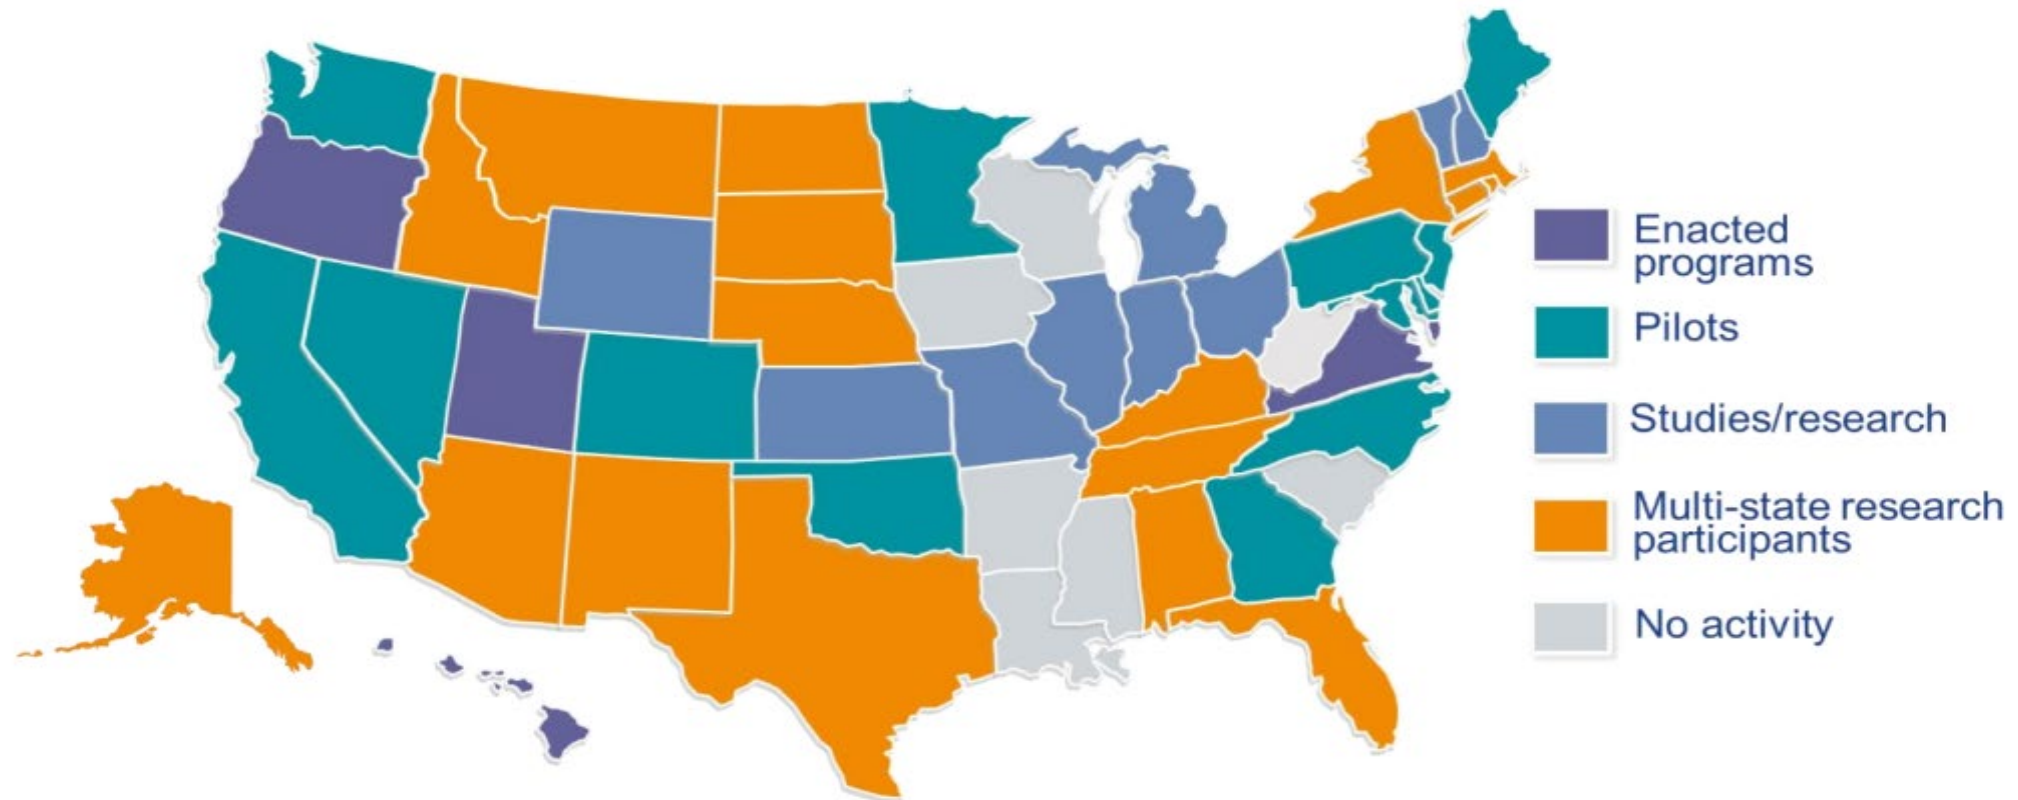 Enacted
programs
Pilots
Studies/research
Multi-state research
participants
No activity